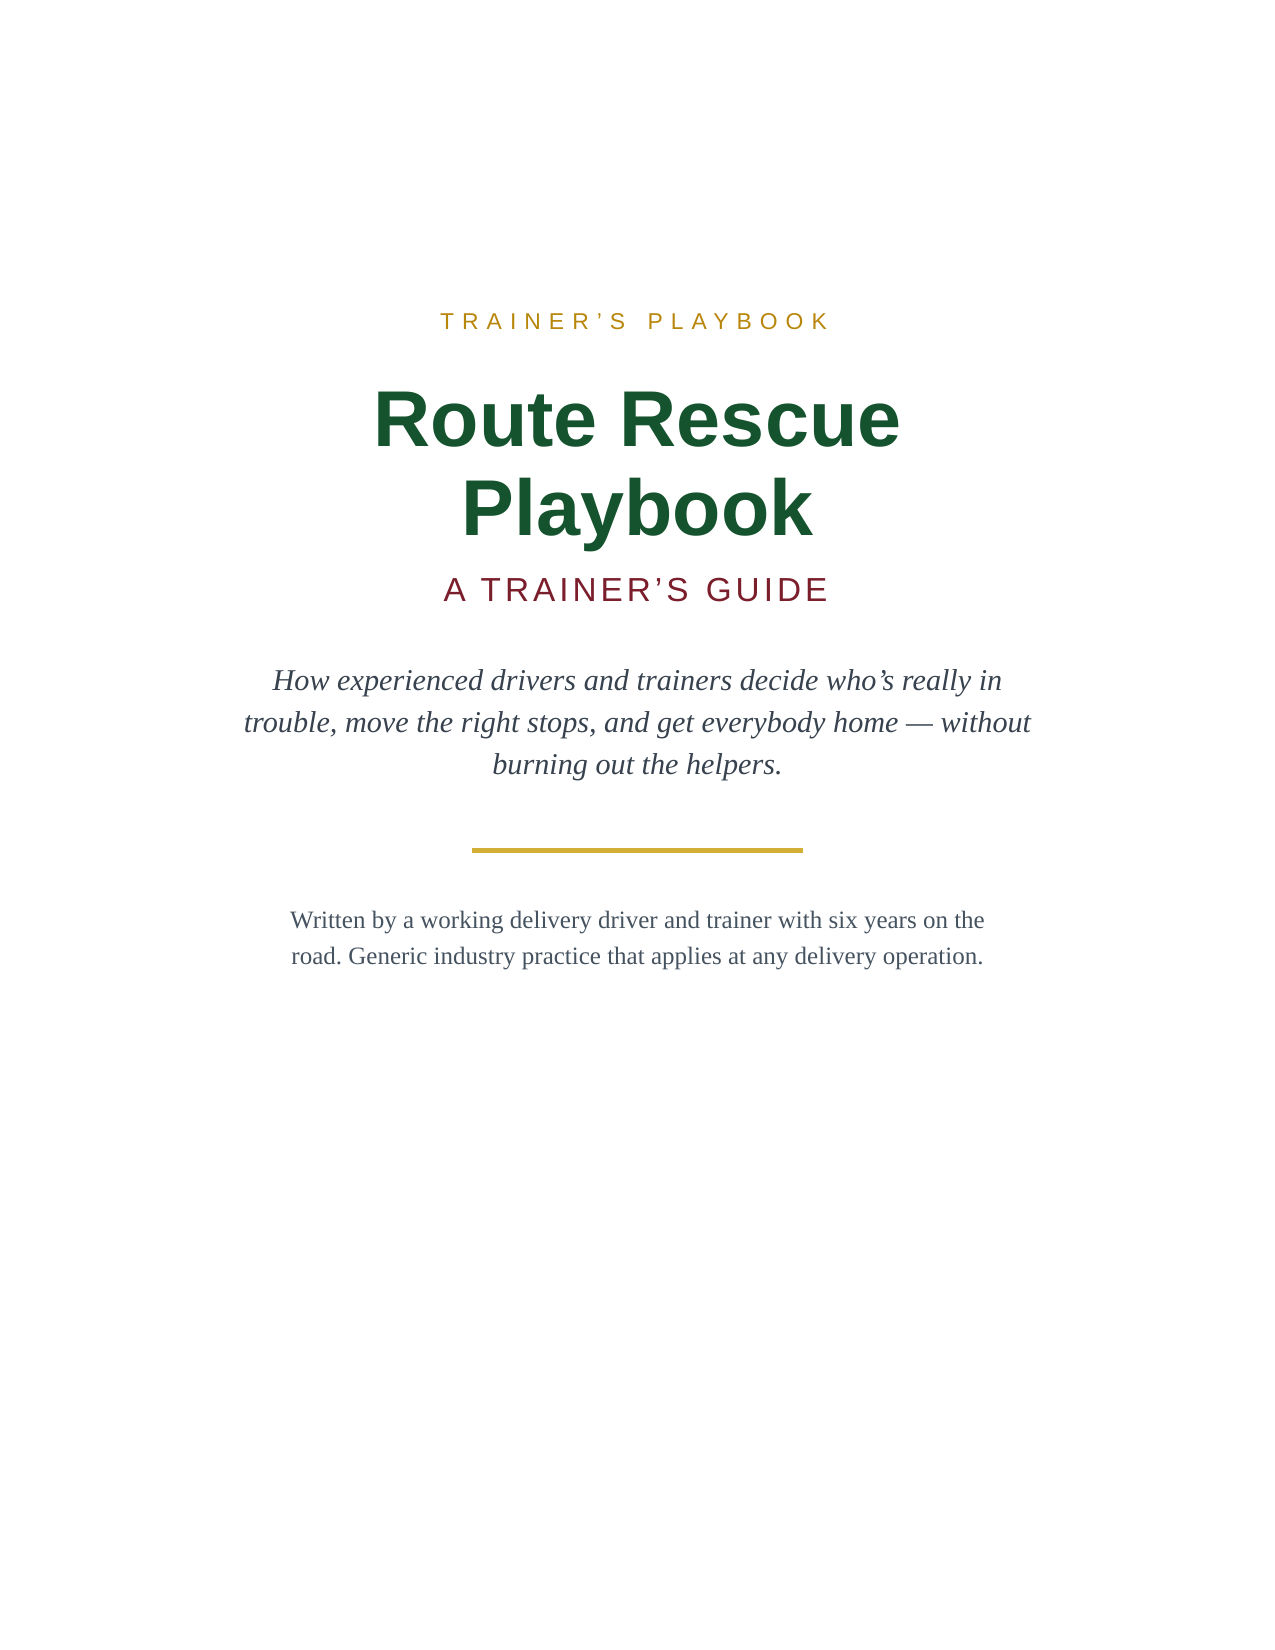 TRAINER’S PLAYBOOK
Route Rescue
Playbook
A TRAINER’S GUIDE
How experienced drivers and trainers decide who’s really in
trouble, move the right stops, and get everybody home — without
burning out the helpers.
Written by a working delivery driver and trainer with six years on the
road. Generic industry practice that applies at any delivery operation.